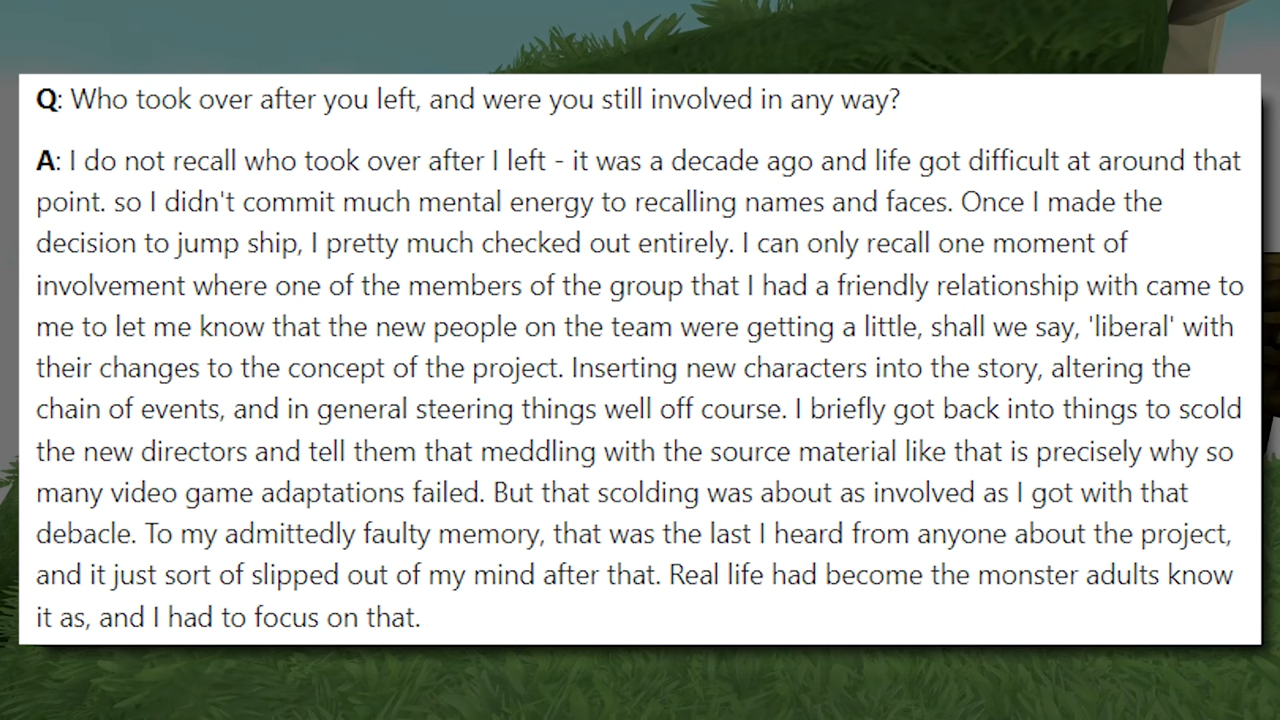 Q: Who took over after you left, and were you still involved in any way?
A: I do not recall who took over after I left - it was a decade ago and life got difficult at around that
point. so I didn't commit much mental energy to recalling names and faces. Once I made the
decision to jump ship, I pretty much checked out entirely. I can only recall one moment of
involvement where one of the members of the group that I had a friendly relationship with came to
me to let me know that the new people on the team were getting a little, shall we say, 'liberal' with
their changes to the concept of the project. Inserting new characters into the story, altering the
chain of events, and in general steering things well off course. I briefly got back into things to scold
the new directors and tell them that meddling with the source material like that is precisely why so
many video game adaptations failed. But that scolding was about as involved as I got with that
debacle. To my admittedly faulty memory, that was the last I heard from anyone about the project,
and it just sort of slipped out of my mind after that. Real life had become the monster adults know
it as, and I had to focus on that.